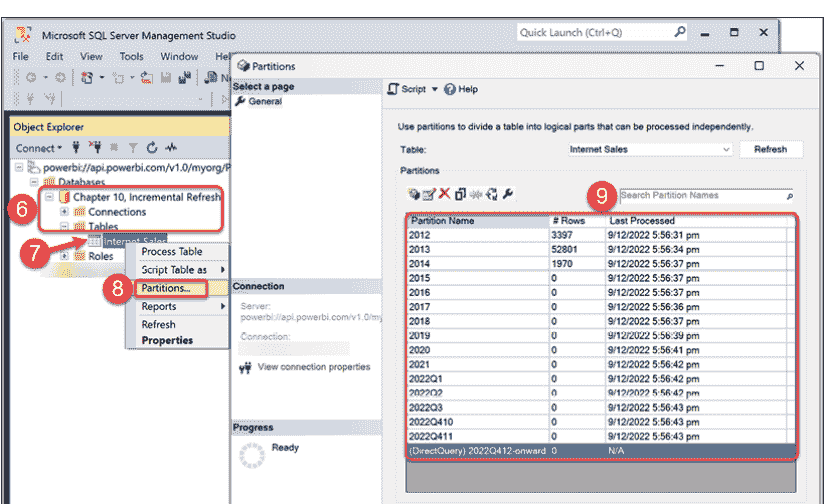 Microsoft SQL Server Management Studio
Quick Launch (Ctrl+Q)
File Edit View Tools Window
Object Explorer
Connect
powerbi://api.powerbi.com/v1.0/myorg/P
Databases
6
Chapter 10, Incremental Refresh
Connections
Tables
7
Internet Sales
Roles
8
Process Table
Script Table as
Partitions...
Reports
Refresh
Properties
Partitions
Select a page
General
Connection
Server:
powerbi://api.powerbi.com/v1.0/my
Connection:
View connection properties
Progress
Ready
Script Help
Use partitions to divide a table into logical parts that can be processed independently.
Table: Internet Sales Refresh
Partitions
9
Search Partition Names
Partition Name # Rows Last Processed
2012 3397 9/12/2022 5:56:31 pm
2013 52801 9/12/2022 5:56:34 pm
2014 1970 9/12/2022 5:56:37 pm
2015 0 9/12/2022 5:56:37 pm
2016 0 9/12/2022 5:56:37 pm
2017 0 9/12/2022 5:56:36 pm
2018 0 9/12/2022 5:56:37 pm
2019 0 9/12/2022 5:56:39 pm
2020 0 9/12/2022 5:56:41 pm
2021 0 9/12/2022 5:56:42 pm
2022Q1 0 9/12/2022 5:56:42 pm
2022Q2 0 9/12/2022 5:56:42 pm
2022Q3 0 9/12/2022 5:56:43 pm
2022Q410 0 9/12/2022 5:56:43 pm
2022Q411 0 9/12/2022 5:56:43 pm
(DirectQuery) 2022Q412-onward 0 N/A